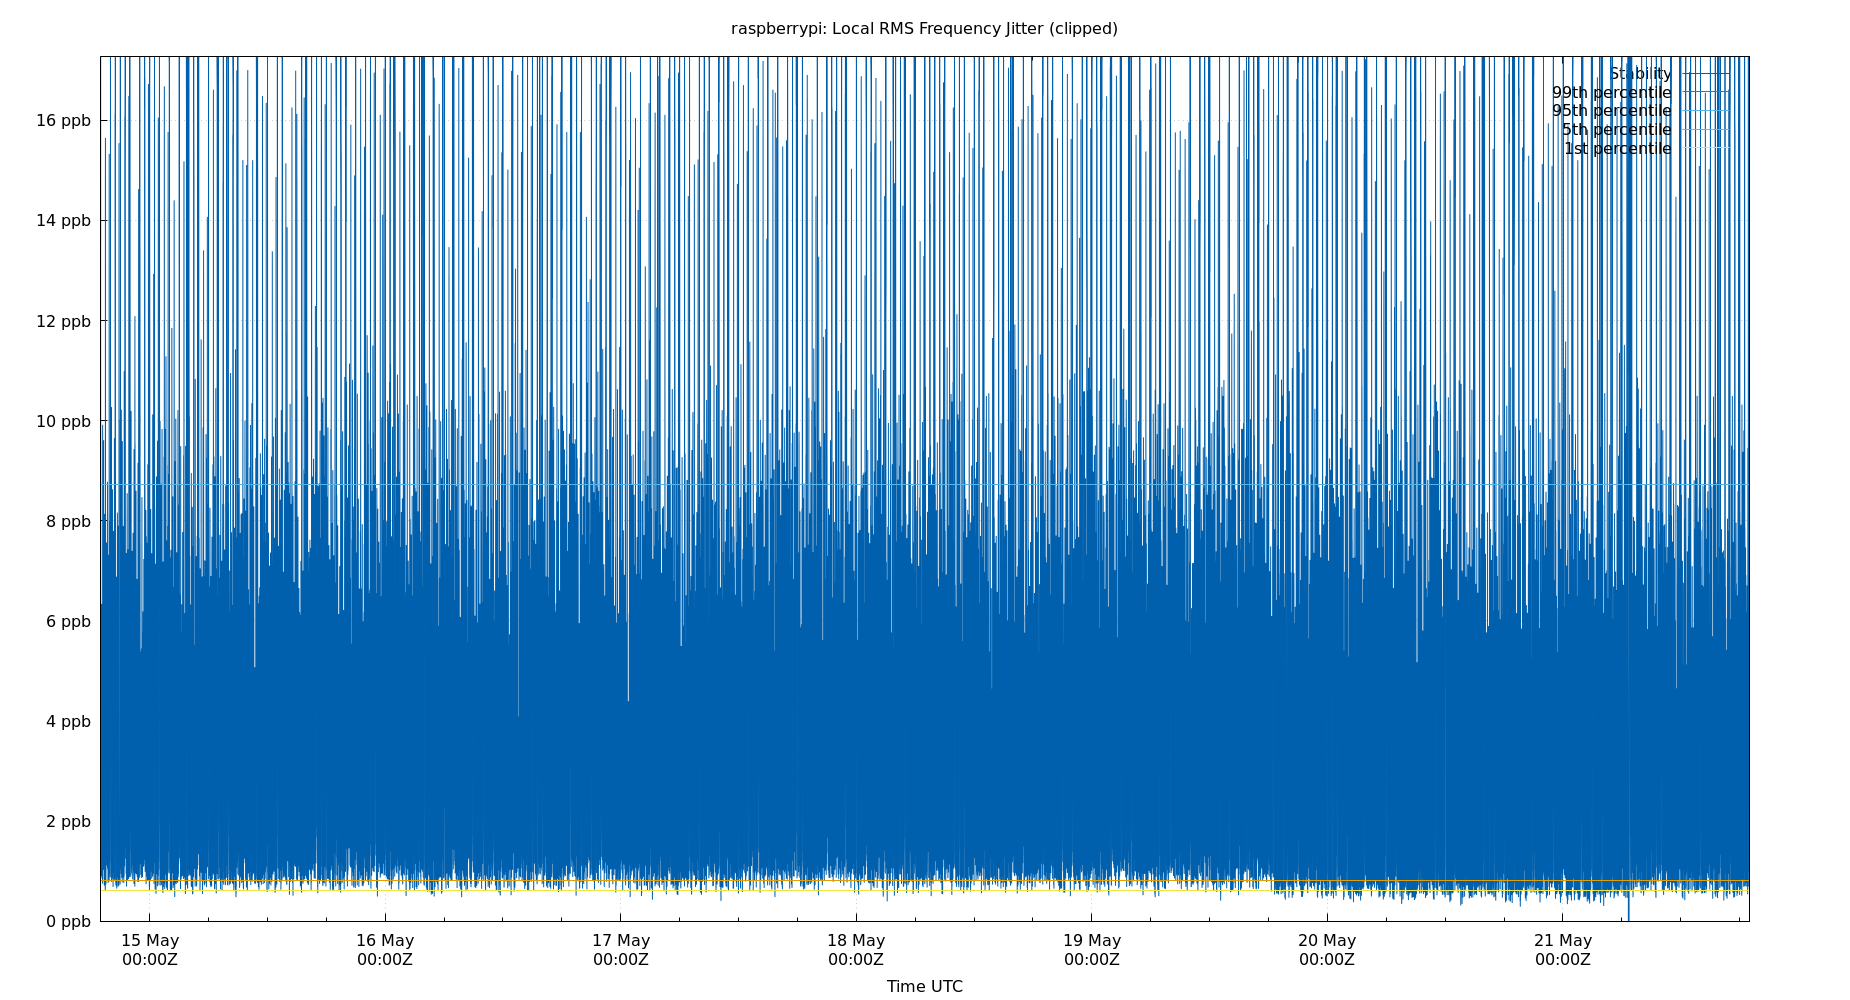 raspberrypi: Local RMS Frequency Jitter (clipped)
Stability
99th percentile
95th percentile
5th percentile
1st percentile
16 ppb
14 ppb
12 ppb
10 ppb
8 ppb
6 ppb
4 ppb
2 ppb
0 ppb
15 May 16 May 17 May 18 May 19 May 20 May 21 May
00:00Z 00:00Z 00:00Z 00:00Z 00:00Z 00:00Z 00:00Z
Time UTC